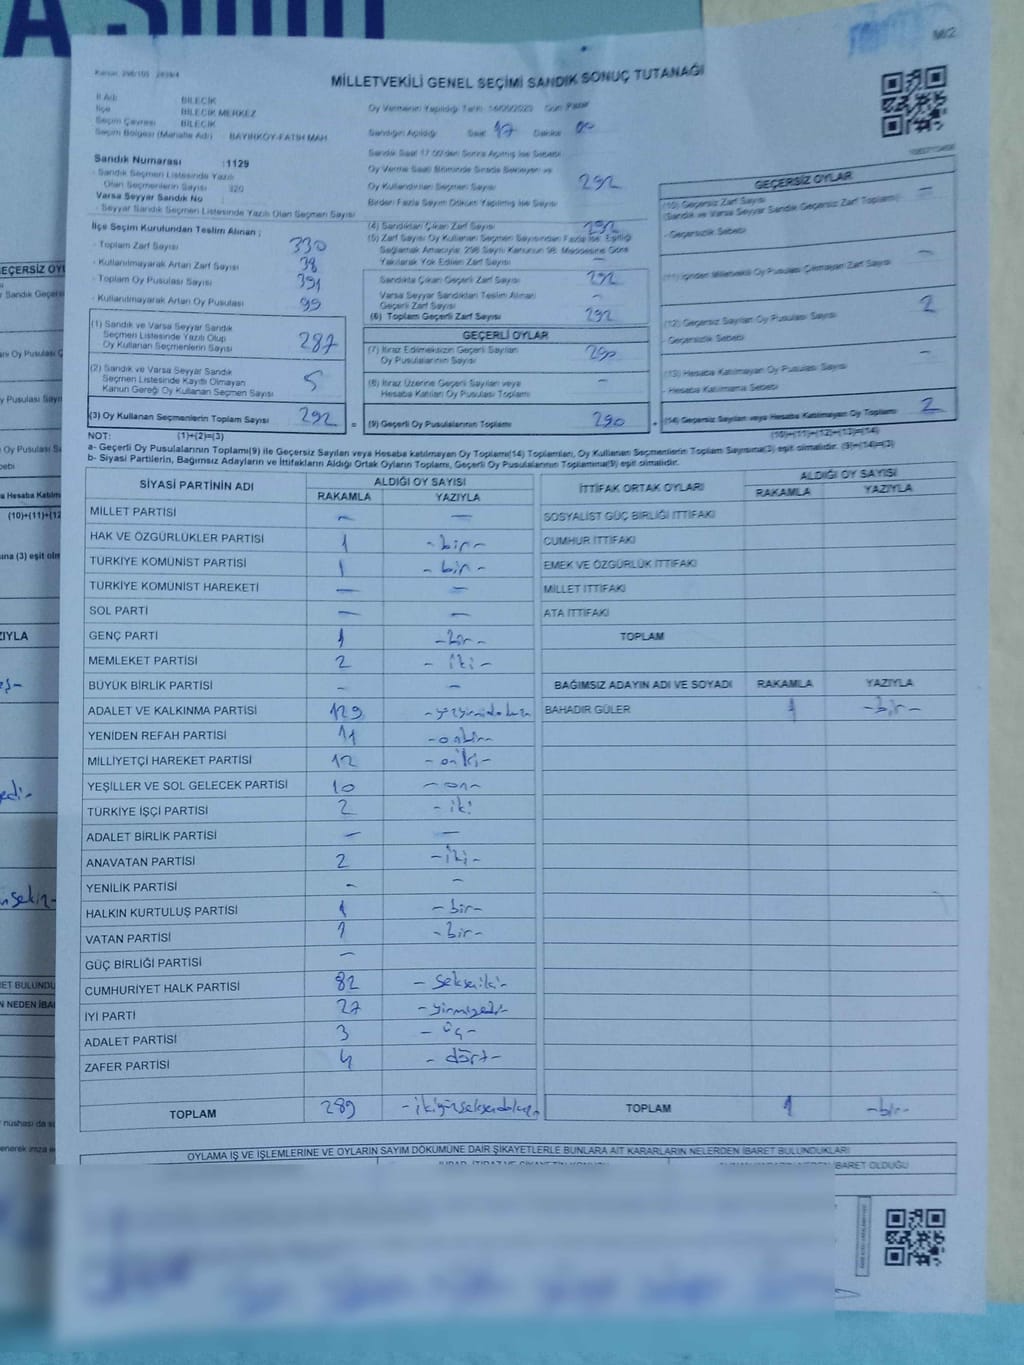 MİLLETVEKİLİ GENEL SEÇİMİ SANDIK SONUÇ TUTANAĞI
İl Adı BİLECİK
İlçe BİLECİK MERKEZ
Seçim Çevresi BİLECİK
Seçim Bölgesi (Mahalle Adı) BAYIRKÖY-FATİH MAH
Oy Vermenin Yapıldığı Tarih 14/05/2023 Gün Pazar
Sandığın Açıldığı Saat 17 Dakika 00
Sandık Numarası : 1129
- Sandık Seçmen Listesinde Yazılı
Olan Seçmenlerin Sayısı 320
Varsa Seyyar Sandık No
- Seyyar Sandık Seçmen Listesinde Yazılı Olan Seçmen Sayısı
Sandık Saat 17:00'den Sonra Açılmış İse Sebebi
Oy Verme Saati Bitiminde Sırada Bekleyen ve
Oy Kullandırılan Seçmen Sayısı 292
Birden Fazla Sayım Döküm Yapılmış İse Sayısı
İlçe Seçim Kurulundan Teslim Alınan ;
- Toplam Zarf Sayısı 330
- Kullanılmayarak Artan Zarf Sayısı 38
- Toplam Oy Pusulası Sayısı 391
- Kullanılmayarak Artan Oy Pusulası 99
(1) Sandık ve Varsa Seyyar Sandık
Seçmen Listesinde Yazılı Olup
Oy Kullanan Seçmenlerin Sayısı 287
(2) Sandık ve Varsa Seyyar Sandık
Seçmen Listesinde Kayıtlı Olmayan
Kanun Gereği Oy Kullanan Seçmen Sayısı 5
(3) Oy Kullanan Seçmenlerin Toplam Sayısı 292
(4) Sandıktan Çıkan Zarf Sayısı 292
(5) Zarf Sayısı Oy Kullanan Seçmen Sayısından Fazla İse, Eşitliği
Sağlamak Amacıyla 298 Sayılı Kanunun 98. Maddesine Göre
Yakılarak Yok Edilen Zarf Sayısı –
Sandıkta Çıkan Geçerli Zarf Sayısı 292
Varsa Seyyar Sandıktan Teslim Alınan
Geçerli Zarf Sayısı –
(6) Toplam Geçerli Zarf Sayısı 292
GEÇERLİ OYLAR
(7) İtiraz Edilmeksizin Geçerli Sayılan
Oy Pusulalarının Sayısı 290
(8) İtiraz Üzerine Geçerli Sayılan veya
Hesaba Katılan Oy Pusulası Toplamı –
= (9) Geçerli Oy Pusulalarının Toplamı 290
GEÇERSİZ OYLAR
(10) Geçersiz Zarf Sayısı –
(Sandık ve Varsa Seyyar Sandık Geçersiz Zarf Toplamı)
- Geçersizlik Sebebi
(11) İçinden Milletvekili Oy Pusulası Çıkmayan Zarf Sayısı –
(12) Geçersiz Sayılan Oy Pusulası Sayısı 2
- Geçersizlik Sebebi
(13) Hesaba Katılmayan Oy Pusulası Sayısı –
- Hesaba Katılmama Sebebi
+ (14) Geçersiz Sayılan veya Hesaba Katılmayan Oy Toplamı 2
NOT: (1)+(2)=(3) (10)+(11)+(12)+(13)=(14)
a- Geçerli Oy Pusulalarının Toplamı(9) ile Geçersiz Sayılan veya Hesaba katılmayan Oy Toplamı(14) Toplamları, Oy Kullanan Seçmenlerin Toplam Sayısına(3) eşit olmalıdır. (9)+(14)=(3)
b- Siyasi Partilerin, Bağımsız Adayların ve İttifakların Aldığı Ortak Oyların Toplamı, Geçerli Oy Pusulalarının Toplamına(9) eşit olmalıdır.
SİYASİ PARTİNİN ADI ALDIĞI OY SAYISI
RAKAMLA YAZIYLA
MİLLET PARTİSİ – –
HAK VE ÖZGÜRLÜKLER PARTİSİ 1 -bir-
TÜRKİYE KOMÜNİST PARTİSİ 1 -bir-
TÜRKİYE KOMÜNİST HAREKETİ – –
SOL PARTİ – –
GENÇ PARTİ 1 -bir-
MEMLEKET PARTİSİ 2 -iki-
BÜYÜK BİRLİK PARTİSİ – –
ADALET VE KALKINMA PARTİSİ 129 -yüzyirmidokuz-
YENİDEN REFAH PARTİSİ 11 -onbir-
MİLLİYETÇİ HAREKET PARTİSİ 12 -oniki-
YEŞİLLER VE SOL GELECEK PARTİSİ 10 -on-
TÜRKİYE İŞÇİ PARTİSİ 2 -iki
ADALET BİRLİK PARTİSİ – –
ANAVATAN PARTİSİ 2 -iki-
YENİLİK PARTİSİ – –
HALKIN KURTULUŞ PARTİSİ 1 -bir-
VATAN PARTİSİ 1 -bir-
GÜÇ BİRLİĞİ PARTİSİ –
CUMHURİYET HALK PARTİSİ 82 -sekseniki-
İYİ PARTİ 27 -yirmiyedi-
ADALET PARTİSİ 3 -üç-
ZAFER PARTİSİ 4 -dört-
TOPLAM 289 -ikiyüzseksendokuz-
İTTİFAK ORTAK OYLARI ALDIĞI OY SAYISI
RAKAMLA YAZIYLA
SOSYALİST GÜÇ BİRLİĞİ İTTİFAKI
CUMHUR İTTİFAKI
EMEK VE ÖZGÜRLÜK İTTİFAKI
MİLLET İTTİFAKI
ATA İTTİFAKI
TOPLAM
BAĞIMSIZ ADAYIN ADI VE SOYADI RAKAMLA YAZIYLA
BAHADIR GÜLER 1 -bir-
TOPLAM 1 -bir-
OYLAMA İŞ VE İŞLEMLERİNE VE OYLARIN SAYIM DÖKÜMÜNE DAİR ŞİKAYETLERLE BUNLARA AİT KARARLARIN NELERDEN İBARET BULUNDUKLARI